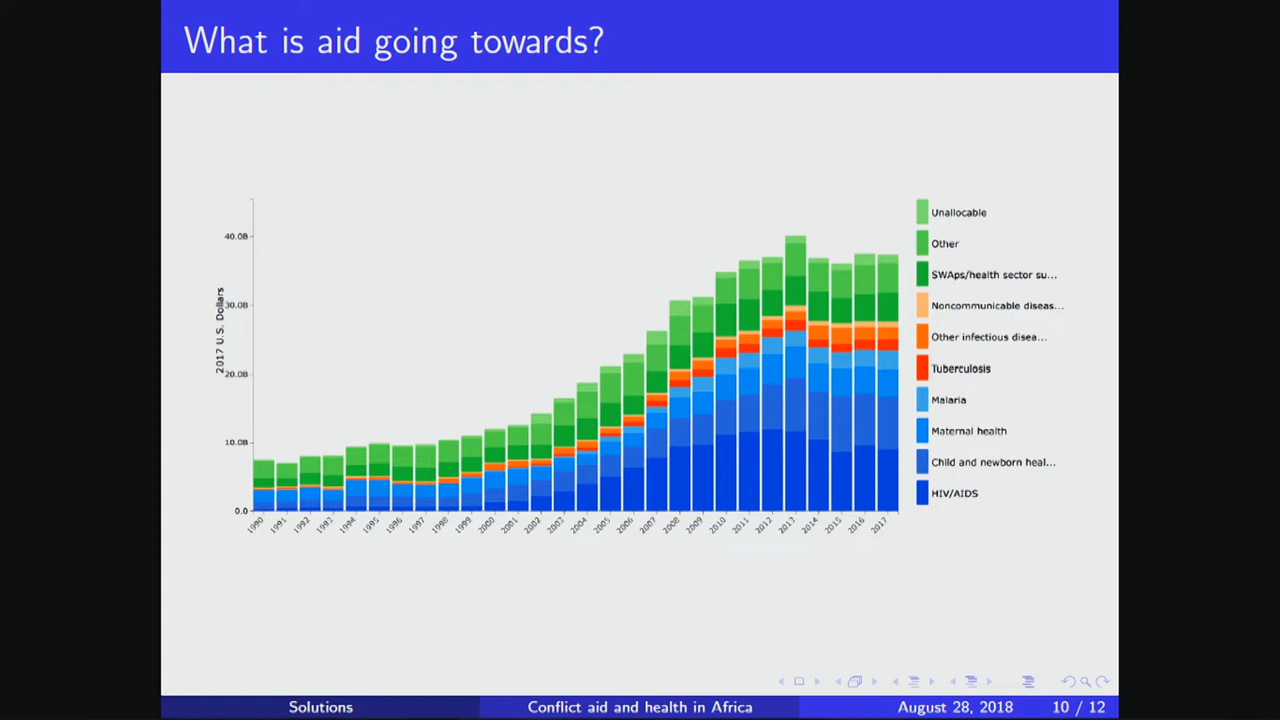 What is aid going towards?
2017 U.S. Dollars
40.0B
30.0B
20.0B
10.0B
0.0
1990 1991 1992 1993 1994 1995 1996 1997 1998 1999 2000 2001 2002 2003 2004 2005 2006 2007 2008 2009 2010 2011 2012 2013 2014 2015 2016 2017
Unallocable
Other
SWAps/health sector su...
Noncommunicable diseas...
Other infectious disea...
Tuberculosis
Malaria
Maternal health
Child and newborn heal...
HIV/AIDS
Solutions
Conflict aid and health in Africa
August 28, 2018
10 / 12